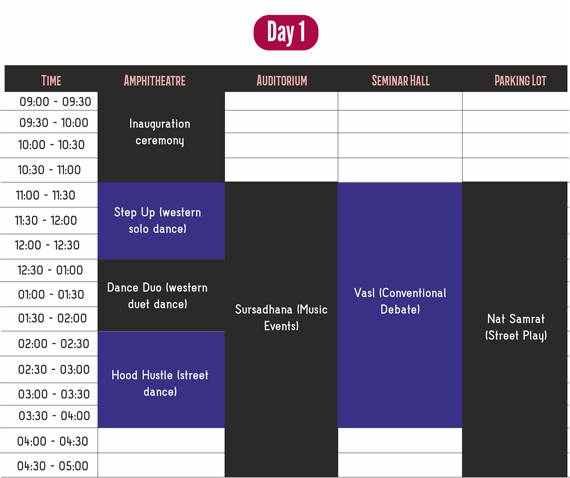 Day 1
TIME AMPHITHEATRE AUDITORIUM SEMINAR HALL PARKING LOT
09:00 - 09:30
09:30 - 10:00
10:00 - 10:30
10:30 - 11:00
11:00 - 11:30
11:30 - 12:00
12:00 - 12:30
12:30 - 01:00
01:00 - 01:30
01:30 - 02:00
02:00 - 02:30
02:30 - 03:00
03:00 - 03:30
03:30 - 04:00
04:00 - 04:30
04:30 - 05:00
Inauguration
ceremony
Step Up (western
solo dance)
Dance Duo (western
duet dance)
Hood Hustle (street
dance)
Sursadhana (Music
Events)
Vasl (Conventional
Debate)
Nat Samrat
(Street Play)